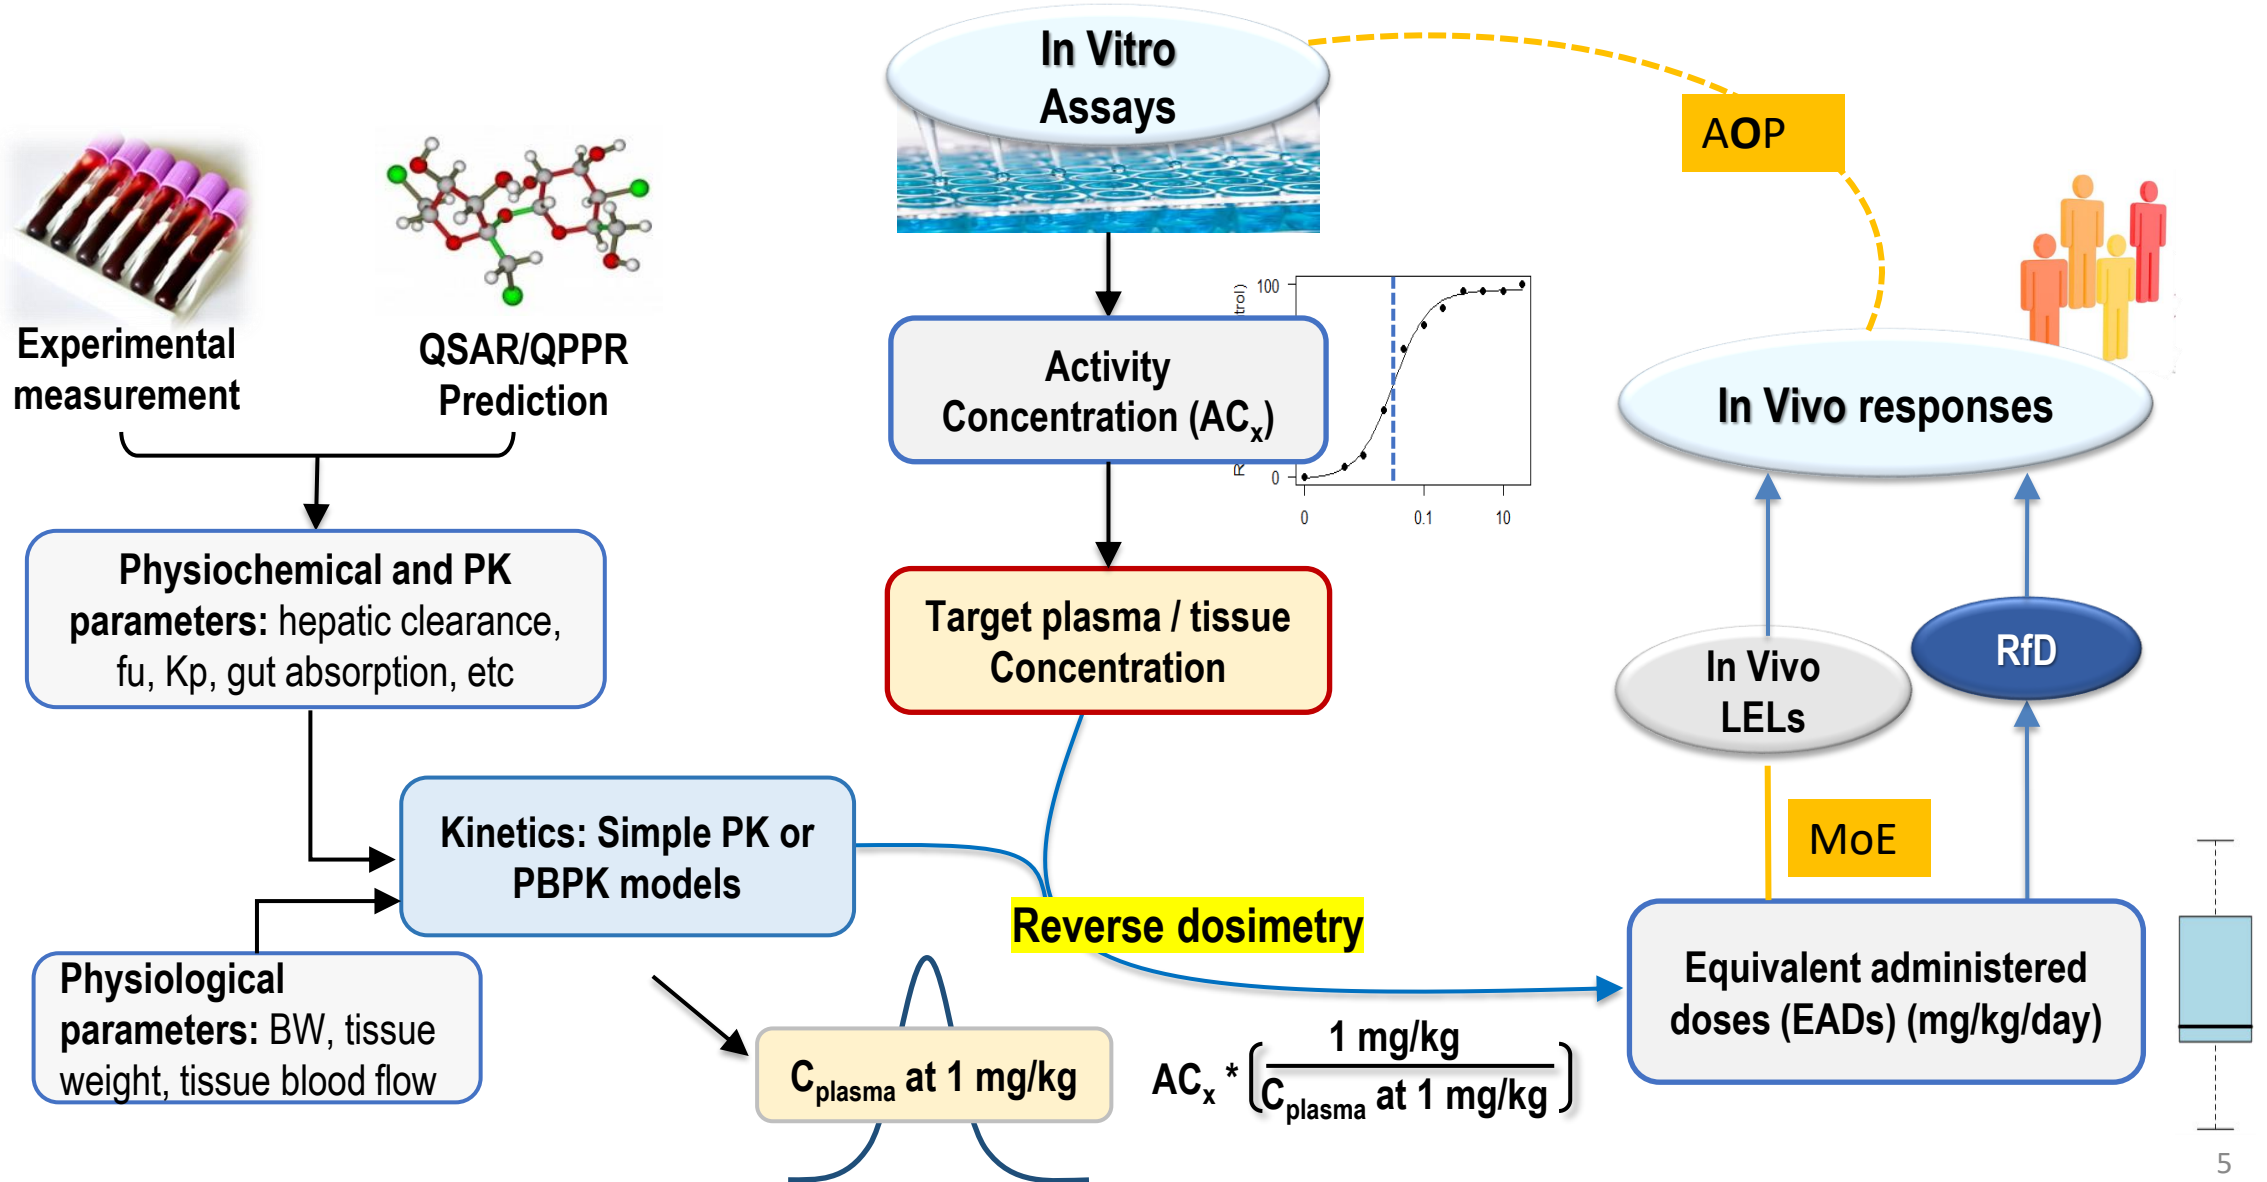 In Vitro
Assays
AOP
Experimental
measurement
QSAR/QPPR
Prediction
100
trol)
Activity
Concentration (ACx)
R
0
0
0.1
10
In Vivo responses
Physiochemical and PK
parameters: hepatic clearance,
fu, Kp, gut absorption, etc
Target plasma / tissue
Concentration
In Vivo
LELs
RfD
Kinetics: Simple PK or
PBPK models
MoE
Reverse dosimetry
Physiological
parameters: BW, tissue
weight, tissue blood flow
Cplasma at 1 mg/kg
ACx * (1 mg/kg
Cplasma at 1 mg/kg)
Equivalent administered
doses (EADs) (mg/kg/day)
5